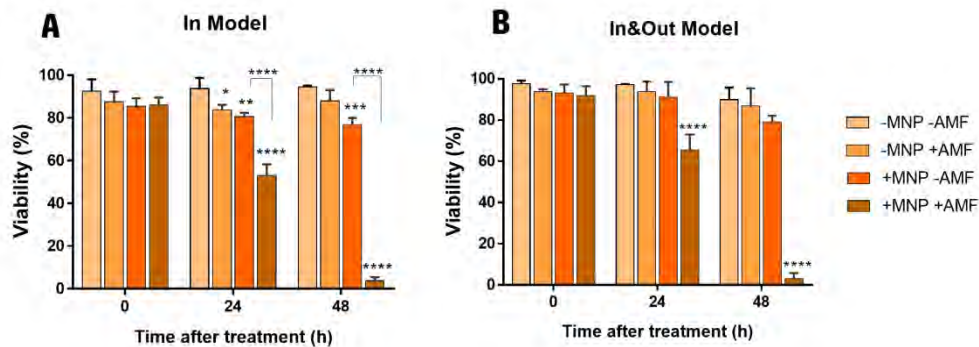 A
In Model
Viability (%)
100
80
60
40
20
0
****
****
*
**
***
****
****
0
24
48
Time after treatment (h)
B
In&Out Model
Viability (%)
100
80
60
40
20
0
****
****
0
24
48
Time after treatment (h)
-MNP -AMF
-MNP +AMF
+MNP -AMF
+MNP +AMF